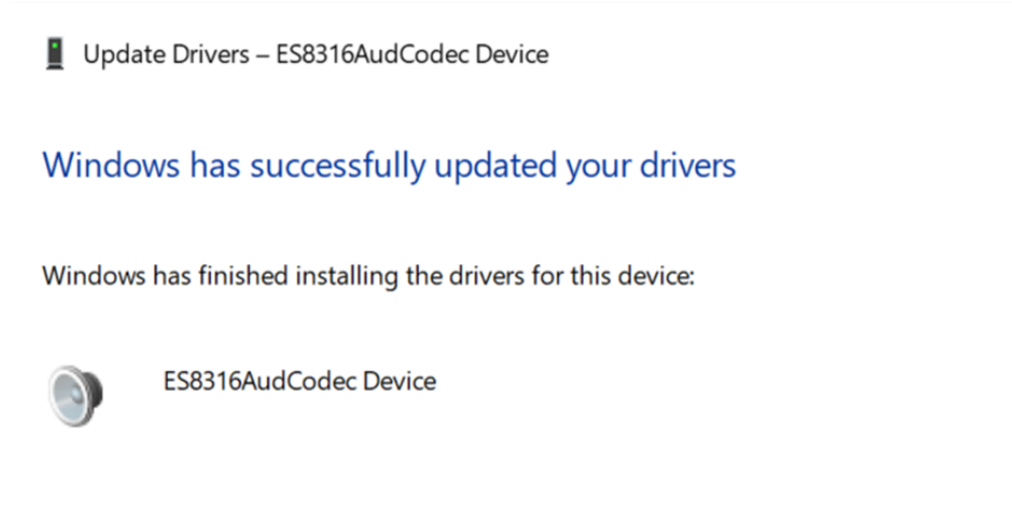 Update Drivers – ES8316AudCodec Device
Windows has successfully updated your drivers
Windows has finished installing the drivers for this device:
ES8316AudCodec Device